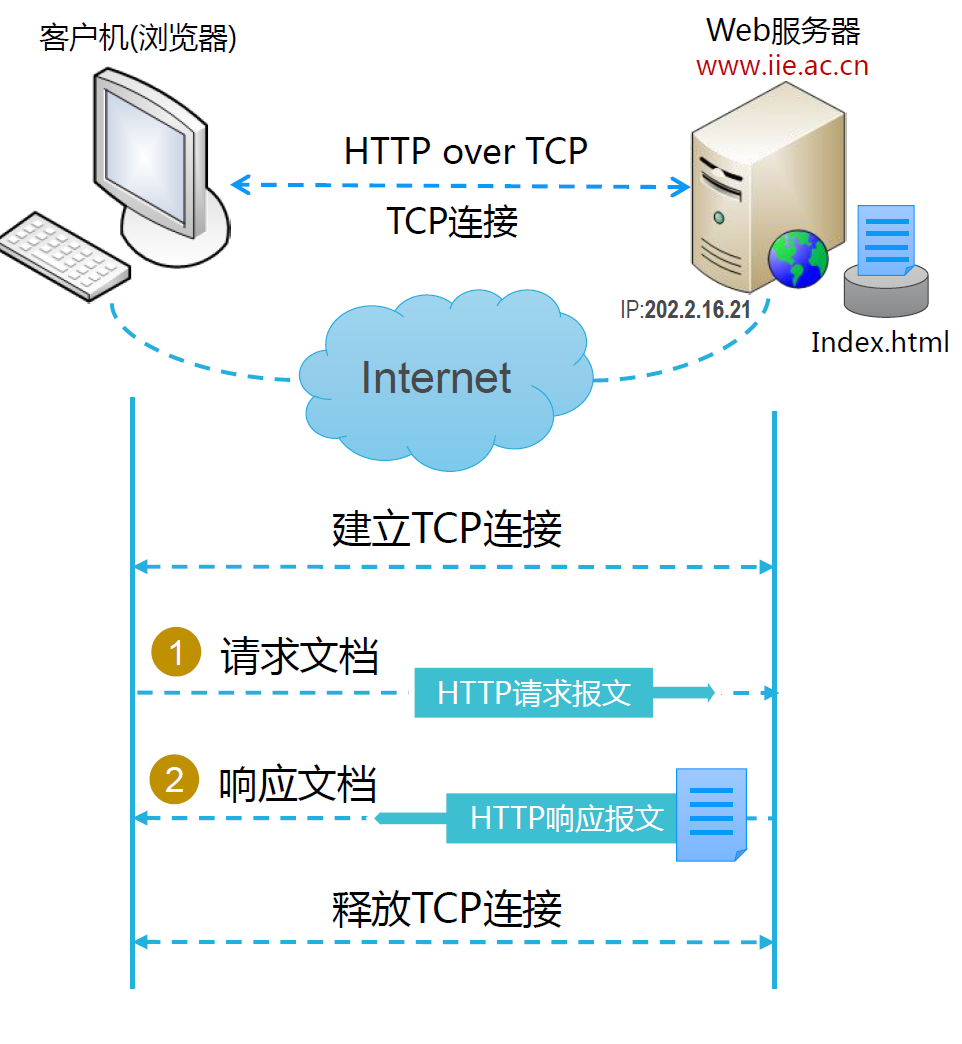 客户机(浏览器)
Web服务器
www.iie.ac.cn
HTTP over TCP
TCP连接
IP:202.2.16.21
Index.html
Internet
建立TCP连接
1 请求文档
HTTP请求报文
2 响应文档
HTTP响应报文
释放TCP连接